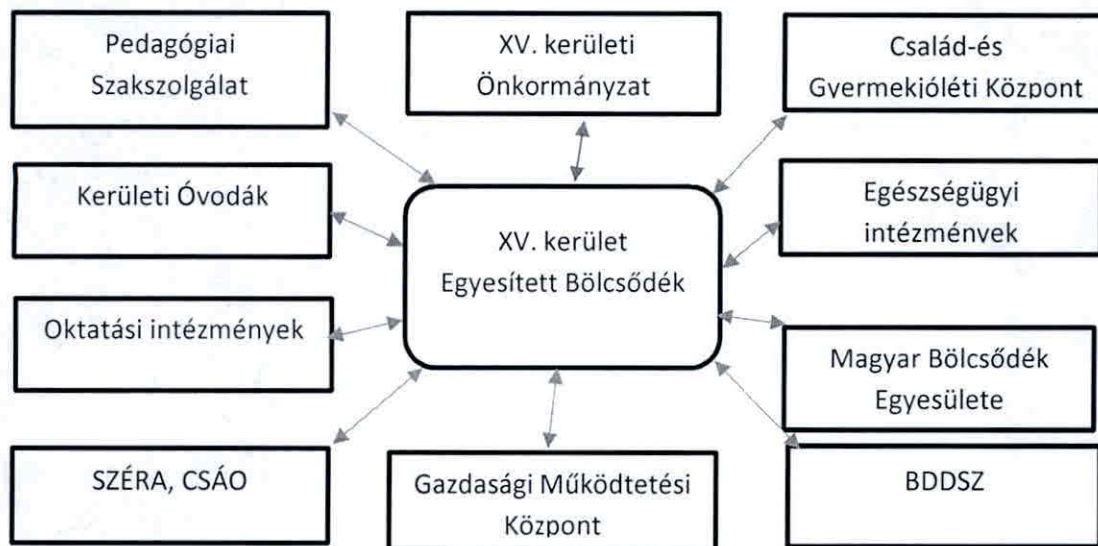 Pedagógiai
Szakszolgálat
XV. kerületi
Önkormányzat
Család-és
Gyermekjóléti Központ
Kerületi Óvodák
Egészségügyi
intézmények
XV. kerület
Egyesített Bölcsődék
Oktatási intézmények
Magyar Bölcsődék
Egyesülete
SZÉRA, CSÁO
Gazdasági Működtetési
Központ
BDDSZ